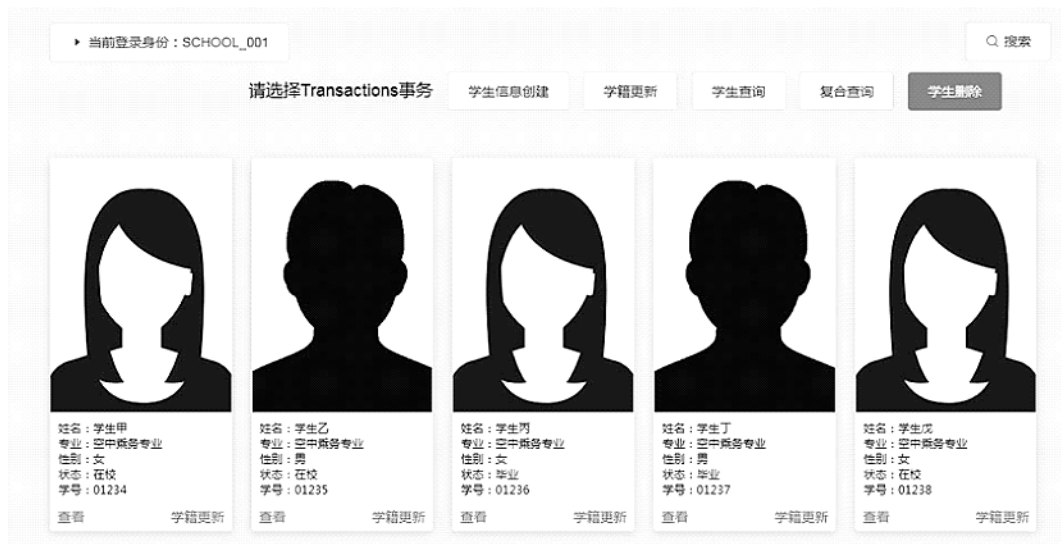 当前登录身份：SCHOOL_001
搜索
请选择Transactions事务 学生信息创建 学籍更新 学生查询 复合查询 学生删除
姓名：学生甲
专业：空中乘务专业
性别：女
状态：在校
学号：01234
查看 学籍更新
姓名：学生乙
专业：空中乘务专业
性别：男
状态：在校
学号：01235
查看 学籍更新
姓名：学生丙
专业：空中乘务专业
性别：女
状态：毕业
学号：01236
查看 学籍更新
姓名：学生丁
专业：空中乘务专业
性别：男
状态：毕业
学号：01237
查看 学籍更新
姓名：学生戊
专业：空中乘务专业
性别：女
状态：在校
学号：01238
查看 学籍更新